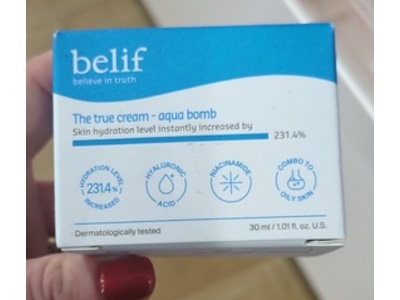 belif
believe in truth
The true cream - aqua bomb
Skin hydration level instantly increased by
231.4%
HYDRATION LEVEL
231.4%
INCREASED
HYALURONIC
ACID
NIACINAMIDE
COMBO TO
OILY SKIN
· Dermatologically tested
30 ml / 1.01 fl. oz. U.S.